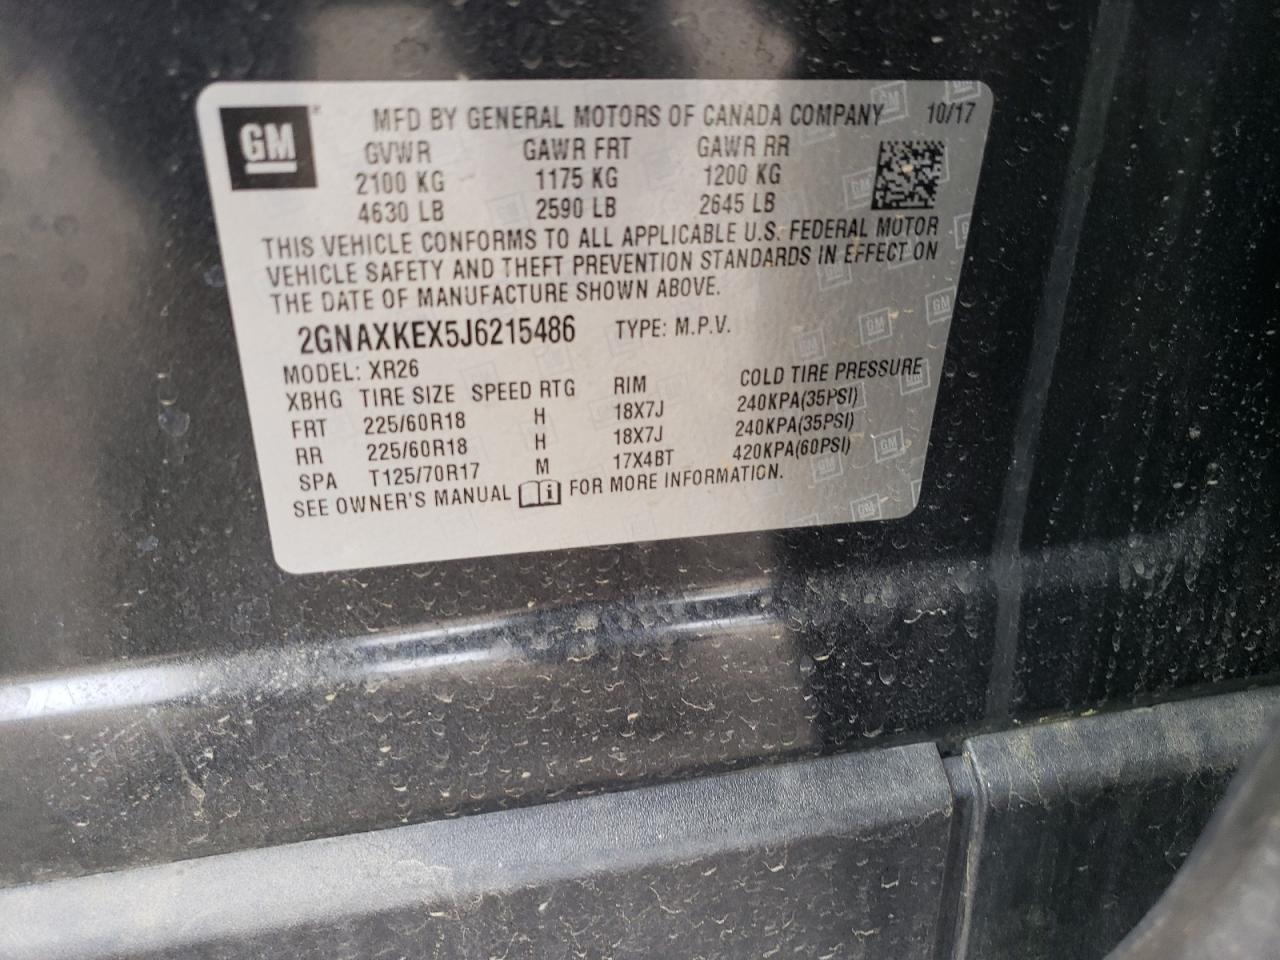 GM MFD BY GENERAL MOTORS OF CANADA COMPANY 10/17
GVWR GAWR FRT GAWR RR
2100 KG 1175 KG 1200 KG
4630 LB 2590 LB 2645 LB
THIS VEHICLE CONFORMS TO ALL APPLICABLE U.S. FEDERAL MOTOR
VEHICLE SAFETY AND THEFT PREVENTION STANDARDS IN EFFECT ON
THE DATE OF MANUFACTURE SHOWN ABOVE.
2GNAXKEX5J6215486 TYPE: M.P.V.
MODEL: XR26
XBHG TIRE SIZE SPEED RTG RIM COLD TIRE PRESSURE
FRT 225/60R18 H 18X7J 240KPA(35PSI)
RR 225/60R18 H 18X7J 240KPA(35PSI)
SPA T125/70R17 M 17X4BT 420KPA(60PSI)
SEE OWNER'S MANUAL FOR MORE INFORMATION.